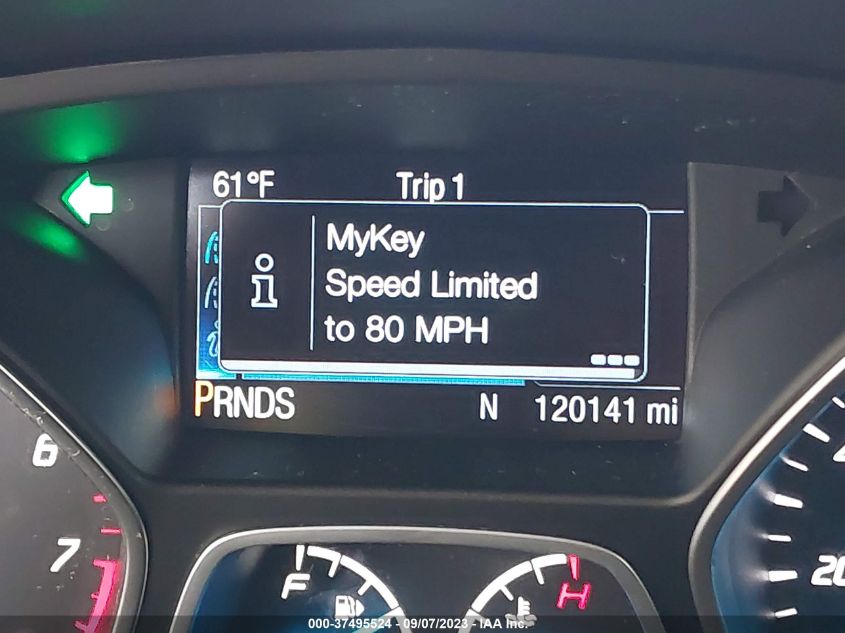 61°F Trip 1
MyKey
i
Speed Limited
to 80 MPH
PRNDS N 120141 mi
6
7
20
F
H
000-37495524 - 09/07/2023 - IAA Inc.